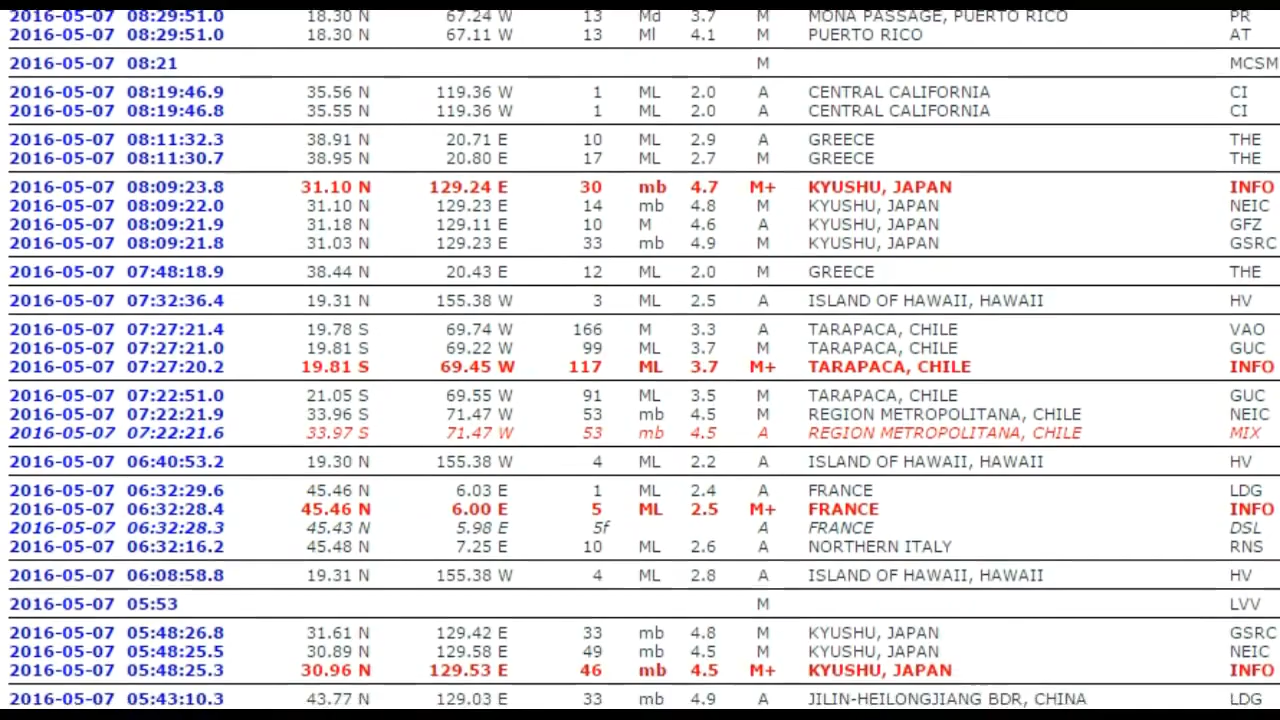 2016-05-07 08:29:51.0 18.30 N 67.24 W 13 Md 3.7 M MONA PASSAGE, PUERTO RICO PR
2016-05-07 08:29:51.0 18.30 N 67.11 W 13 Ml 4.1 M PUERTO RICO AT
2016-05-07 08:21 M MCSM
2016-05-07 08:19:46.9 35.56 N 119.36 W 1 ML 2.0 A CENTRAL CALIFORNIA CI
2016-05-07 08:19:46.8 35.55 N 119.36 W 1 ML 2.0 A CENTRAL CALIFORNIA CI
2016-05-07 08:11:32.3 38.91 N 20.71 E 10 ML 2.9 A GREECE THE
2016-05-07 08:11:30.7 38.95 N 20.80 E 17 ML 2.7 M GREECE THE
2016-05-07 08:09:23.8 31.10 N 129.24 E 30 mb 4.7 M+ KYUSHU, JAPAN INFO
2016-05-07 08:09:22.0 31.10 N 129.23 E 14 mb 4.8 M KYUSHU, JAPAN NEIC
2016-05-07 08:09:21.9 31.18 N 129.11 E 10 M 4.6 A KYUSHU, JAPAN GFZ
2016-05-07 08:09:21.8 31.03 N 129.23 E 33 mb 4.9 M KYUSHU, JAPAN GSRC
2016-05-07 07:48:18.9 38.44 N 20.43 E 12 ML 2.0 M GREECE THE
2016-05-07 07:32:36.4 19.31 N 155.38 W 3 ML 2.5 A ISLAND OF HAWAII, HAWAII HV
2016-05-07 07:27:21.4 19.78 S 69.74 W 166 M 3.3 A TARAPACA, CHILE VAO
2016-05-07 07:27:21.0 19.81 S 69.22 W 99 ML 3.7 M TARAPACA, CHILE GUC
2016-05-07 07:27:20.2 19.81 S 69.45 W 117 ML 3.7 M+ TARAPACA, CHILE INFO
2016-05-07 07:22:51.0 21.05 S 69.55 W 91 ML 3.5 M TARAPACA, CHILE GUC
2016-05-07 07:22:21.9 33.96 S 71.47 W 53 mb 4.5 M REGION METROPOLITANA, CHILE NEIC
2016-05-07 07:22:21.6 33.97 S 71.47 W 53 mb 4.5 A REGION METROPOLITANA, CHILE MIX
2016-05-07 06:40:53.2 19.30 N 155.38 W 4 ML 2.2 A ISLAND OF HAWAII, HAWAII HV
2016-05-07 06:32:29.6 45.46 N 6.03 E 1 ML 2.4 A FRANCE LDG
2016-05-07 06:32:28.4 45.46 N 6.00 E 5 ML 2.5 M+ FRANCE INFO
2016-05-07 06:32:28.3 45.43 N 5.98 E 5f A FRANCE DSL
2016-05-07 06:32:16.2 45.48 N 7.25 E 10 ML 2.6 A NORTHERN ITALY RNS
2016-05-07 06:08:58.8 19.31 N 155.38 W 4 ML 2.8 A ISLAND OF HAWAII, HAWAII HV
2016-05-07 05:53 M LVV
2016-05-07 05:48:26.8 31.61 N 129.42 E 33 mb 4.8 M KYUSHU, JAPAN GSRC
2016-05-07 05:48:25.5 30.89 N 129.58 E 49 mb 4.5 M KYUSHU, JAPAN NEIC
2016-05-07 05:48:25.3 30.96 N 129.53 E 46 mb 4.5 M+ KYUSHU, JAPAN INFO
2016-05-07 05:43:10.3 43.77 N 129.03 E 33 mb 4.9 A JILIN-HEILONGJIANG BDR, CHINA LDG